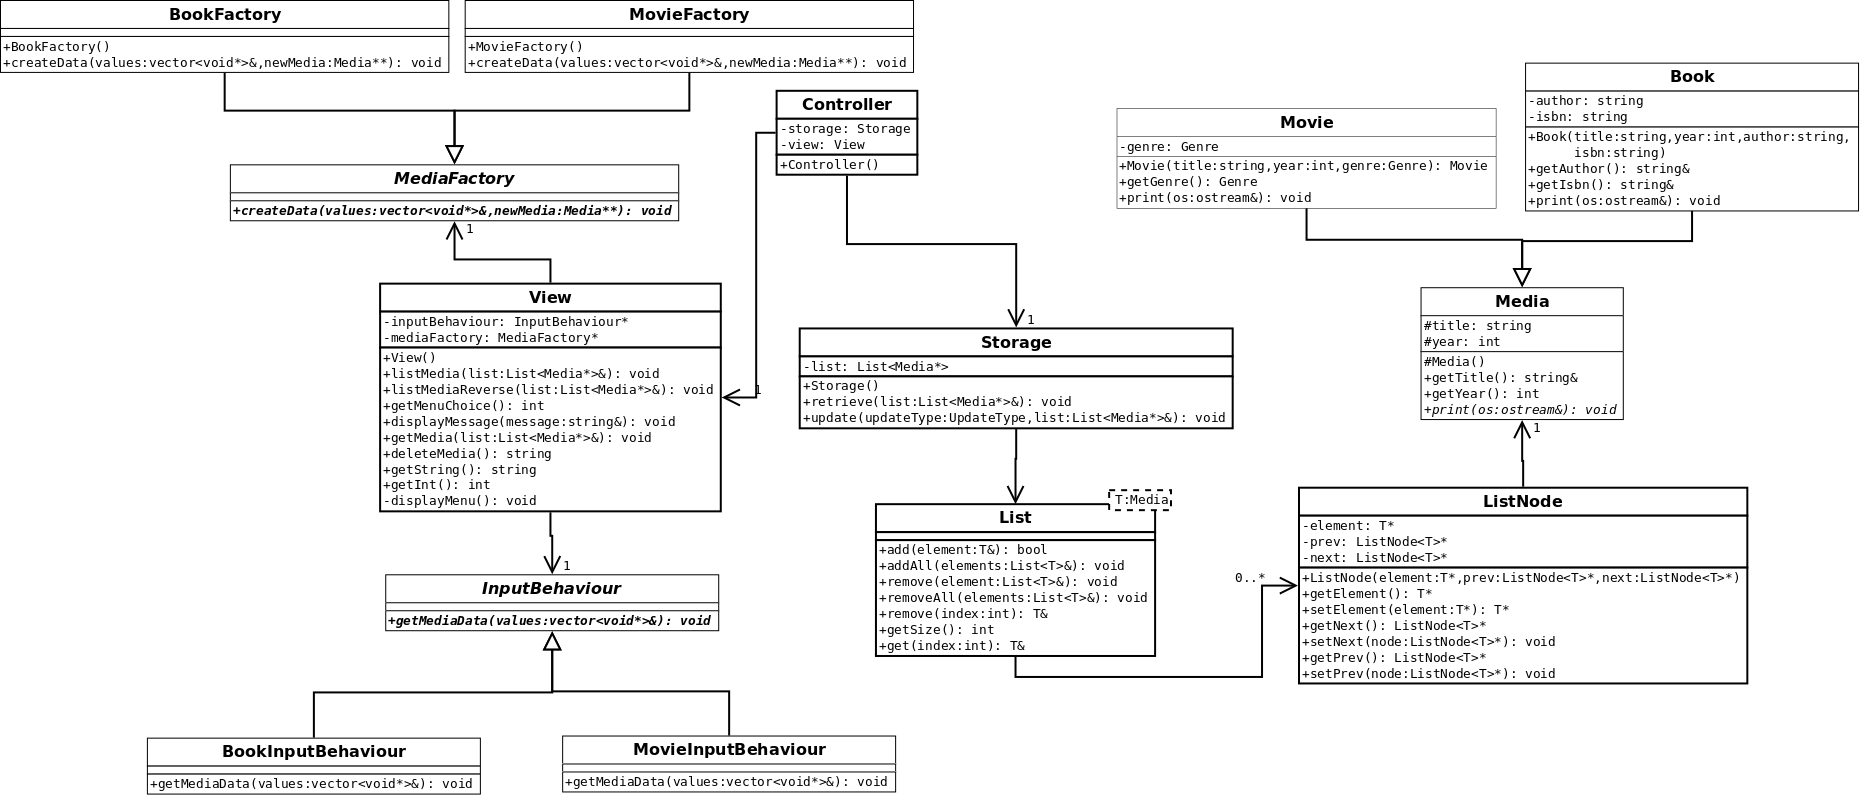 BookFactory
+BookFactory()
+createData(values:vector<void*>&,newMedia:Media**): void
MovieFactory
+MovieFactory()
+createData(values:vector<void*>&,newMedia:Media**): void
MediaFactory
+createData(values:vector<void*>&,newMedia:Media**): void
1
Controller
-storage: Storage
-view: View
+Controller()
Movie
-genre: Genre
+Movie(title:string,year:int,genre:Genre): Movie
+getGenre(): Genre
+print(os:ostream&): void
Book
-author: string
-isbn: string
+Book(title:string,year:int,author:string,
isbn:string)
+getAuthor(): string&
+getIsbn(): string&
+print(os:ostream&): void
View
-inputBehaviour: InputBehaviour*
-mediaFactory: MediaFactory*
+View()
+listMedia(list:List<Media*>&): void
+listMediaReverse(list:List<Media*>&): void
+getMenuChoice(): int
+displayMessage(message:string&): void
+getMedia(list:List<Media*>&): void
+deleteMedia(): string
+getString(): string
+getInt(): int
-displayMenu(): void
1
1
Storage
-list: List<Media*>
+Storage()
+retrieve(list:List<Media*>&): void
+update(updateType:UpdateType,list:List<Media*>&): void
Media
#title: string
#year: int
#Media()
+getTitle(): string&
+getYear(): int
+print(os:ostream&): void
1
T:Media
List
+add(element:T&): bool
+addAll(elements:List<T>&): void
+remove(element:List<T>&): void
+removeAll(elements:List<T>&): void
+remove(index:int): T&
+getSize(): int
+get(index:int): T&
0..*
ListNode
-element: T*
-prev: ListNode<T>*
-next: ListNode<T>*
+ListNode(element:T*,prev:ListNode<T>*,next:ListNode<T>*)
+getElement(): T*
+setElement(element:T*): T*
+getNext(): ListNode<T>*
+setNext(node:ListNode<T>*): void
+getPrev(): ListNode<T>*
+setPrev(node:ListNode<T>*): void
1
InputBehaviour
+getMediaData(values:vector<void*>&): void
BookInputBehaviour
+getMediaData(values:vector<void*>&): void
MovieInputBehaviour
+getMediaData(values:vector<void*>&): void